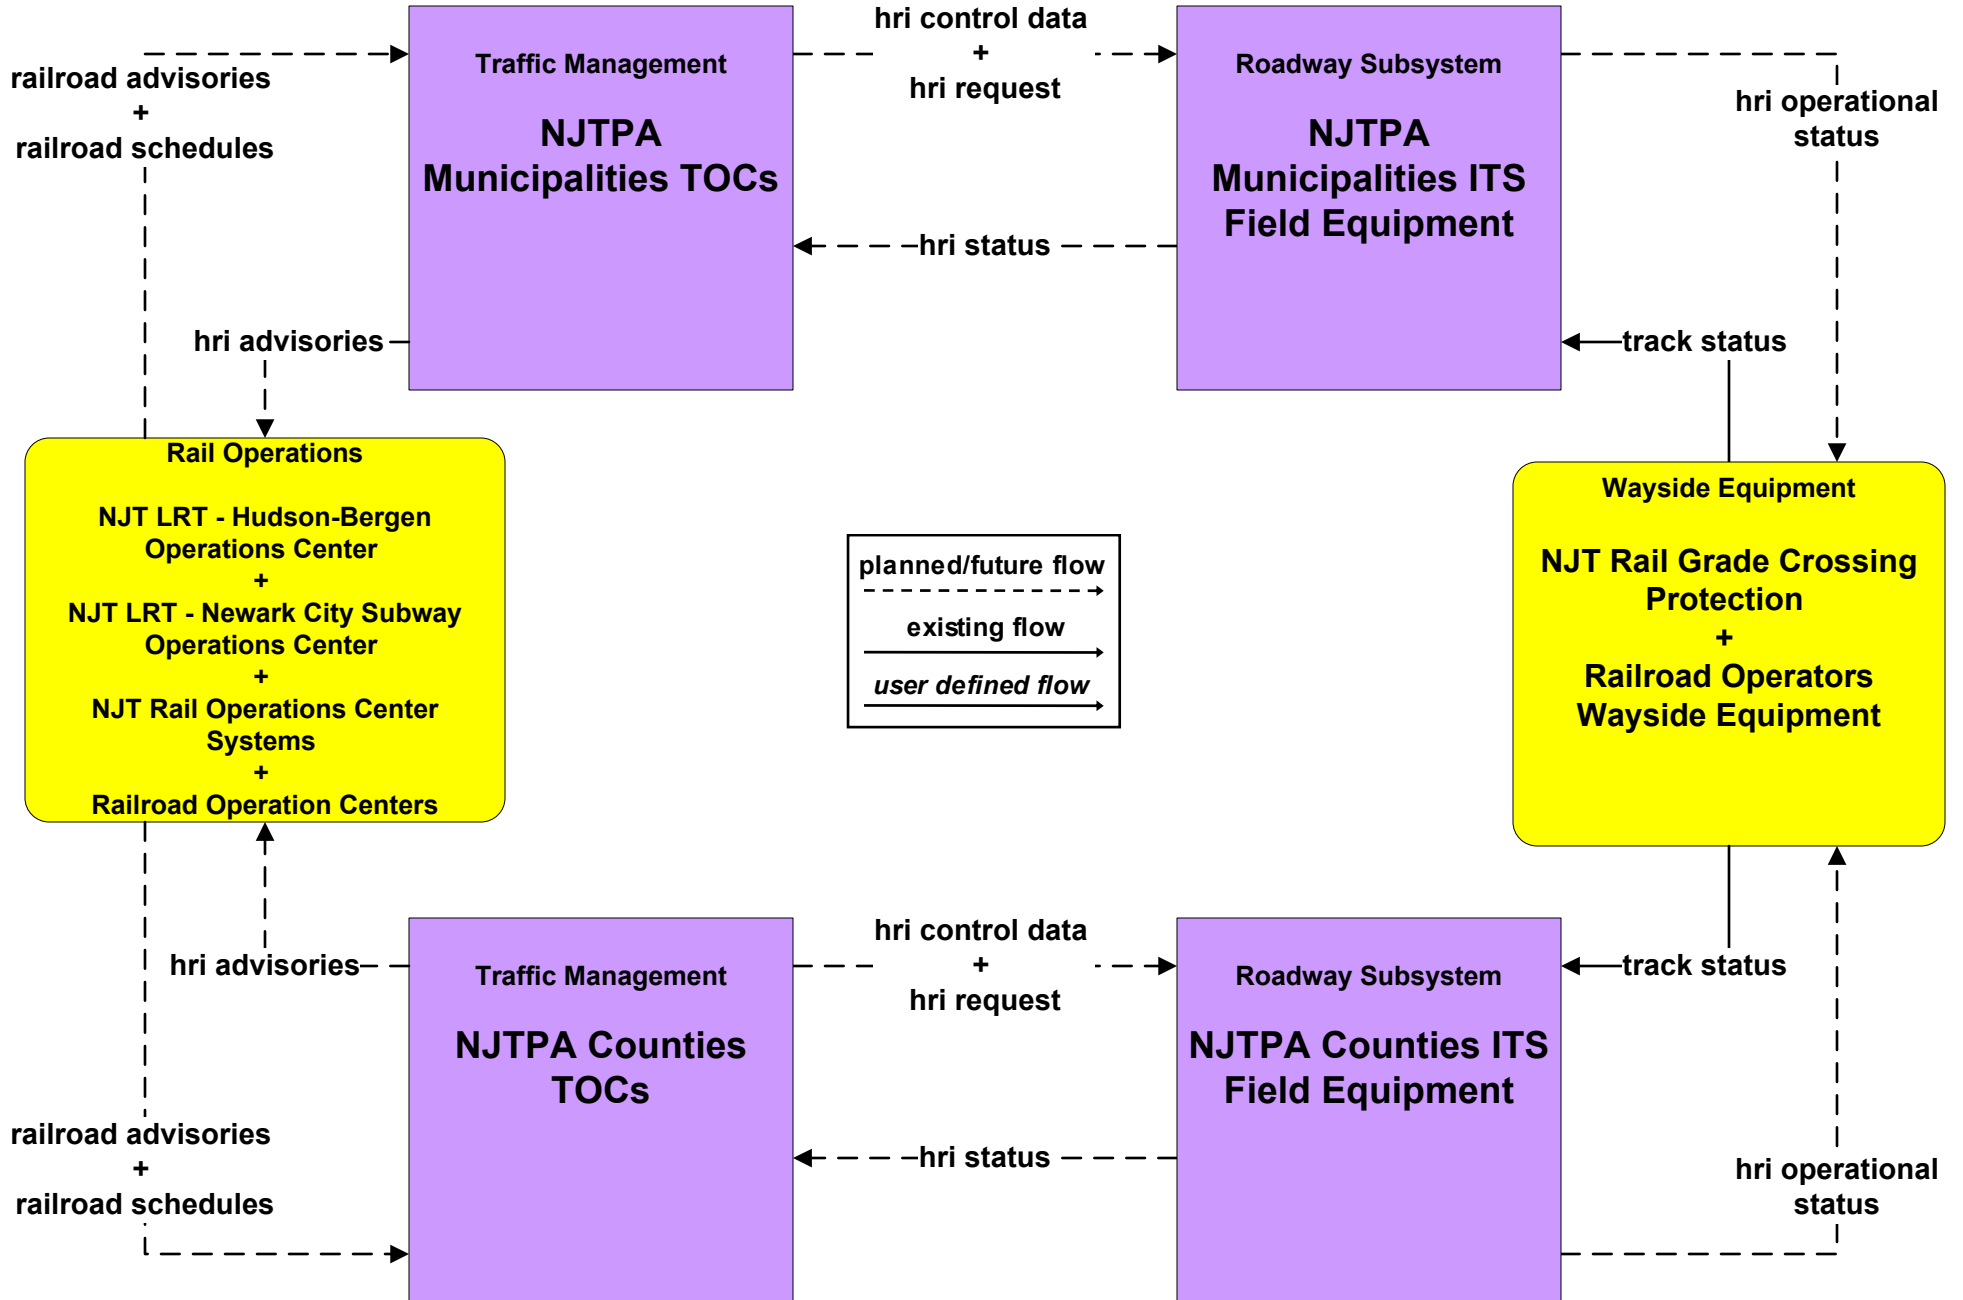 railroad advisories
+
railroad schedules
Traffic Management
NJTPA
Municipalities TOCs
hri control data
+
hri request
Roadway Subsystem
NJTPA
Municipalities ITS
Field Equipment
hri operational
status
hri status
hri advisories
track status
Rail Operations
NJT LRT - Hudson-Bergen
Operations Center
+
NJT LRT - Newark City Subway
Operations Center
+
NJT Rail Operations Center
Systems
+
Railroad Operation Centers
planned/future flow
existing flow
user defined flow
Wayside Equipment
NJT Rail Grade Crossing
Protection
+
Railroad Operators
Wayside Equipment
hri advisories
Traffic Management
NJTPA Counties
TOCs
hri control data
+
hri request
Roadway Subsystem
NJTPA Counties ITS
Field Equipment
track status
railroad advisories
+
railroad schedules
hri status
hri operational
status